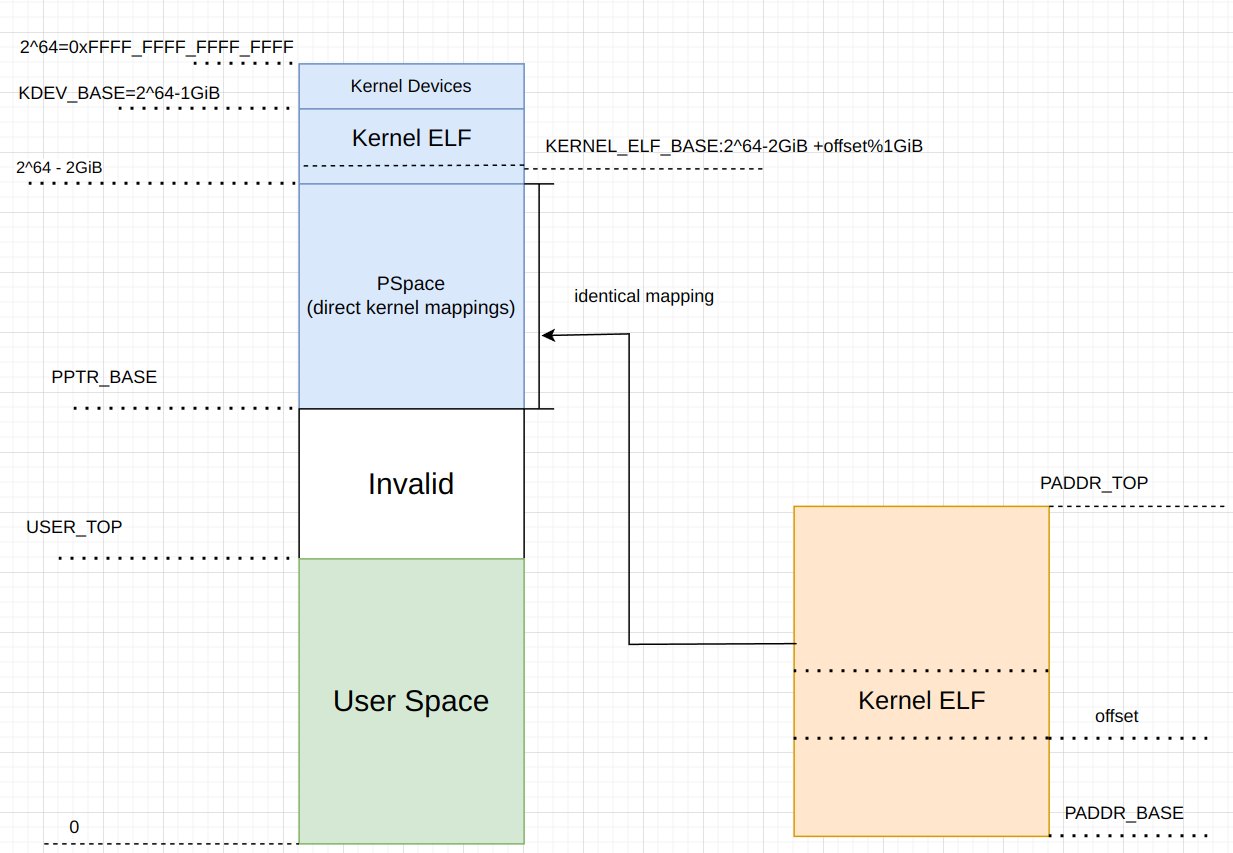 2^64=0xFFFF_FFFF_FFFF_FFFF
Kernel Devices
KDEV_BASE=2^64-1GiB
Kernel ELF
KERNEL_ELF_BASE:2^64-2GiB +offset%1GiB
2^64 - 2GiB
PSpace
(direct kernel mappings)
identical mapping
PPTR_BASE
Invalid
PADDR_TOP
USER_TOP
User Space
Kernel ELF
offset
PADDR_BASE
0